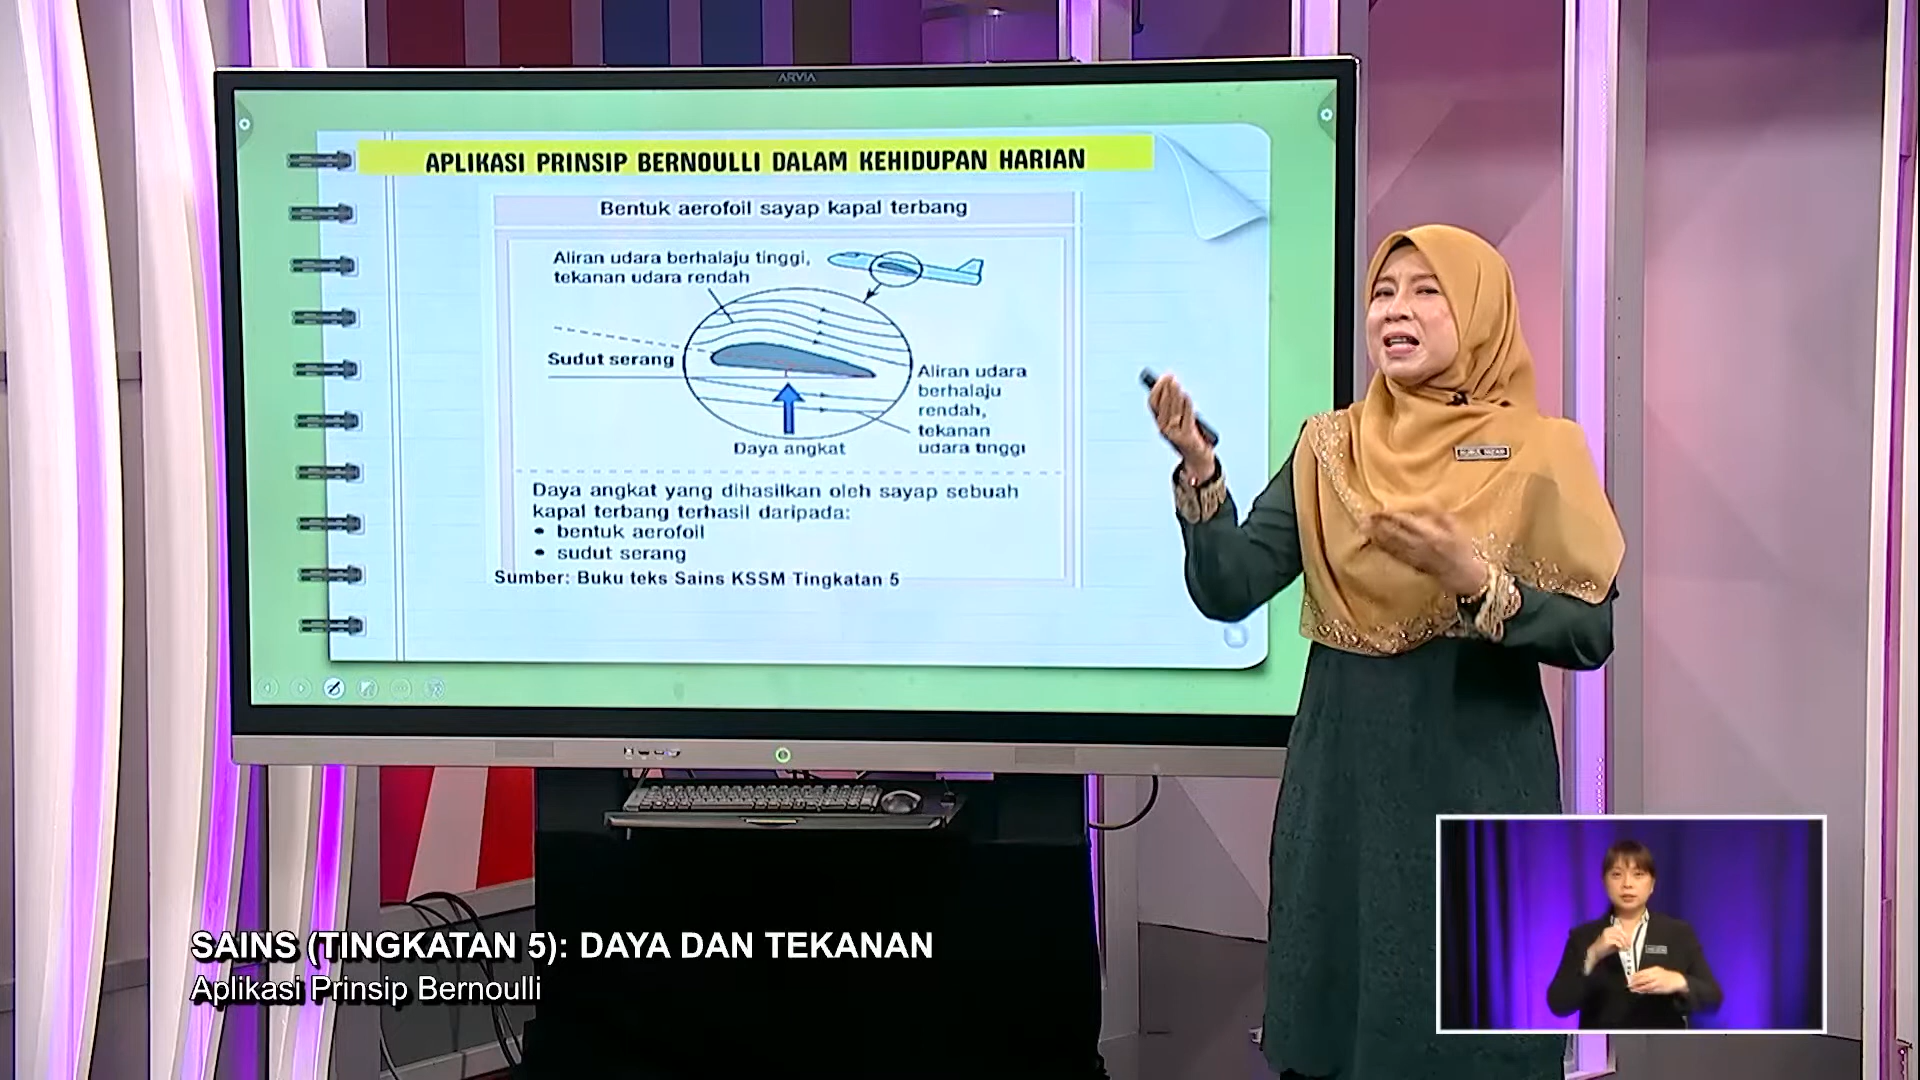 ARVIA
APLIKASI PRINSIP BERNOULLI DALAM KEHIDUPAN HARIAN
Bentuk aerofoil sayap kapal terbang
Aliran udara berhalaju tinggi,
tekanan udara rendah
Sudut serang
Aliran udara
berhalaju
rendah,
tekanan
udara tinggi
Daya angkat
Daya angkat yang dihasilkan oleh sayap sebuah
kapal terbang terhasil daripada:
• bentuk aerofoil
• sudut serang
Sumber: Buku teks Sains KSSM Tingkatan 5
SAINS (TINGKATAN 5): DAYA DAN TEKANAN
Aplikasi Prinsip Bernoulli